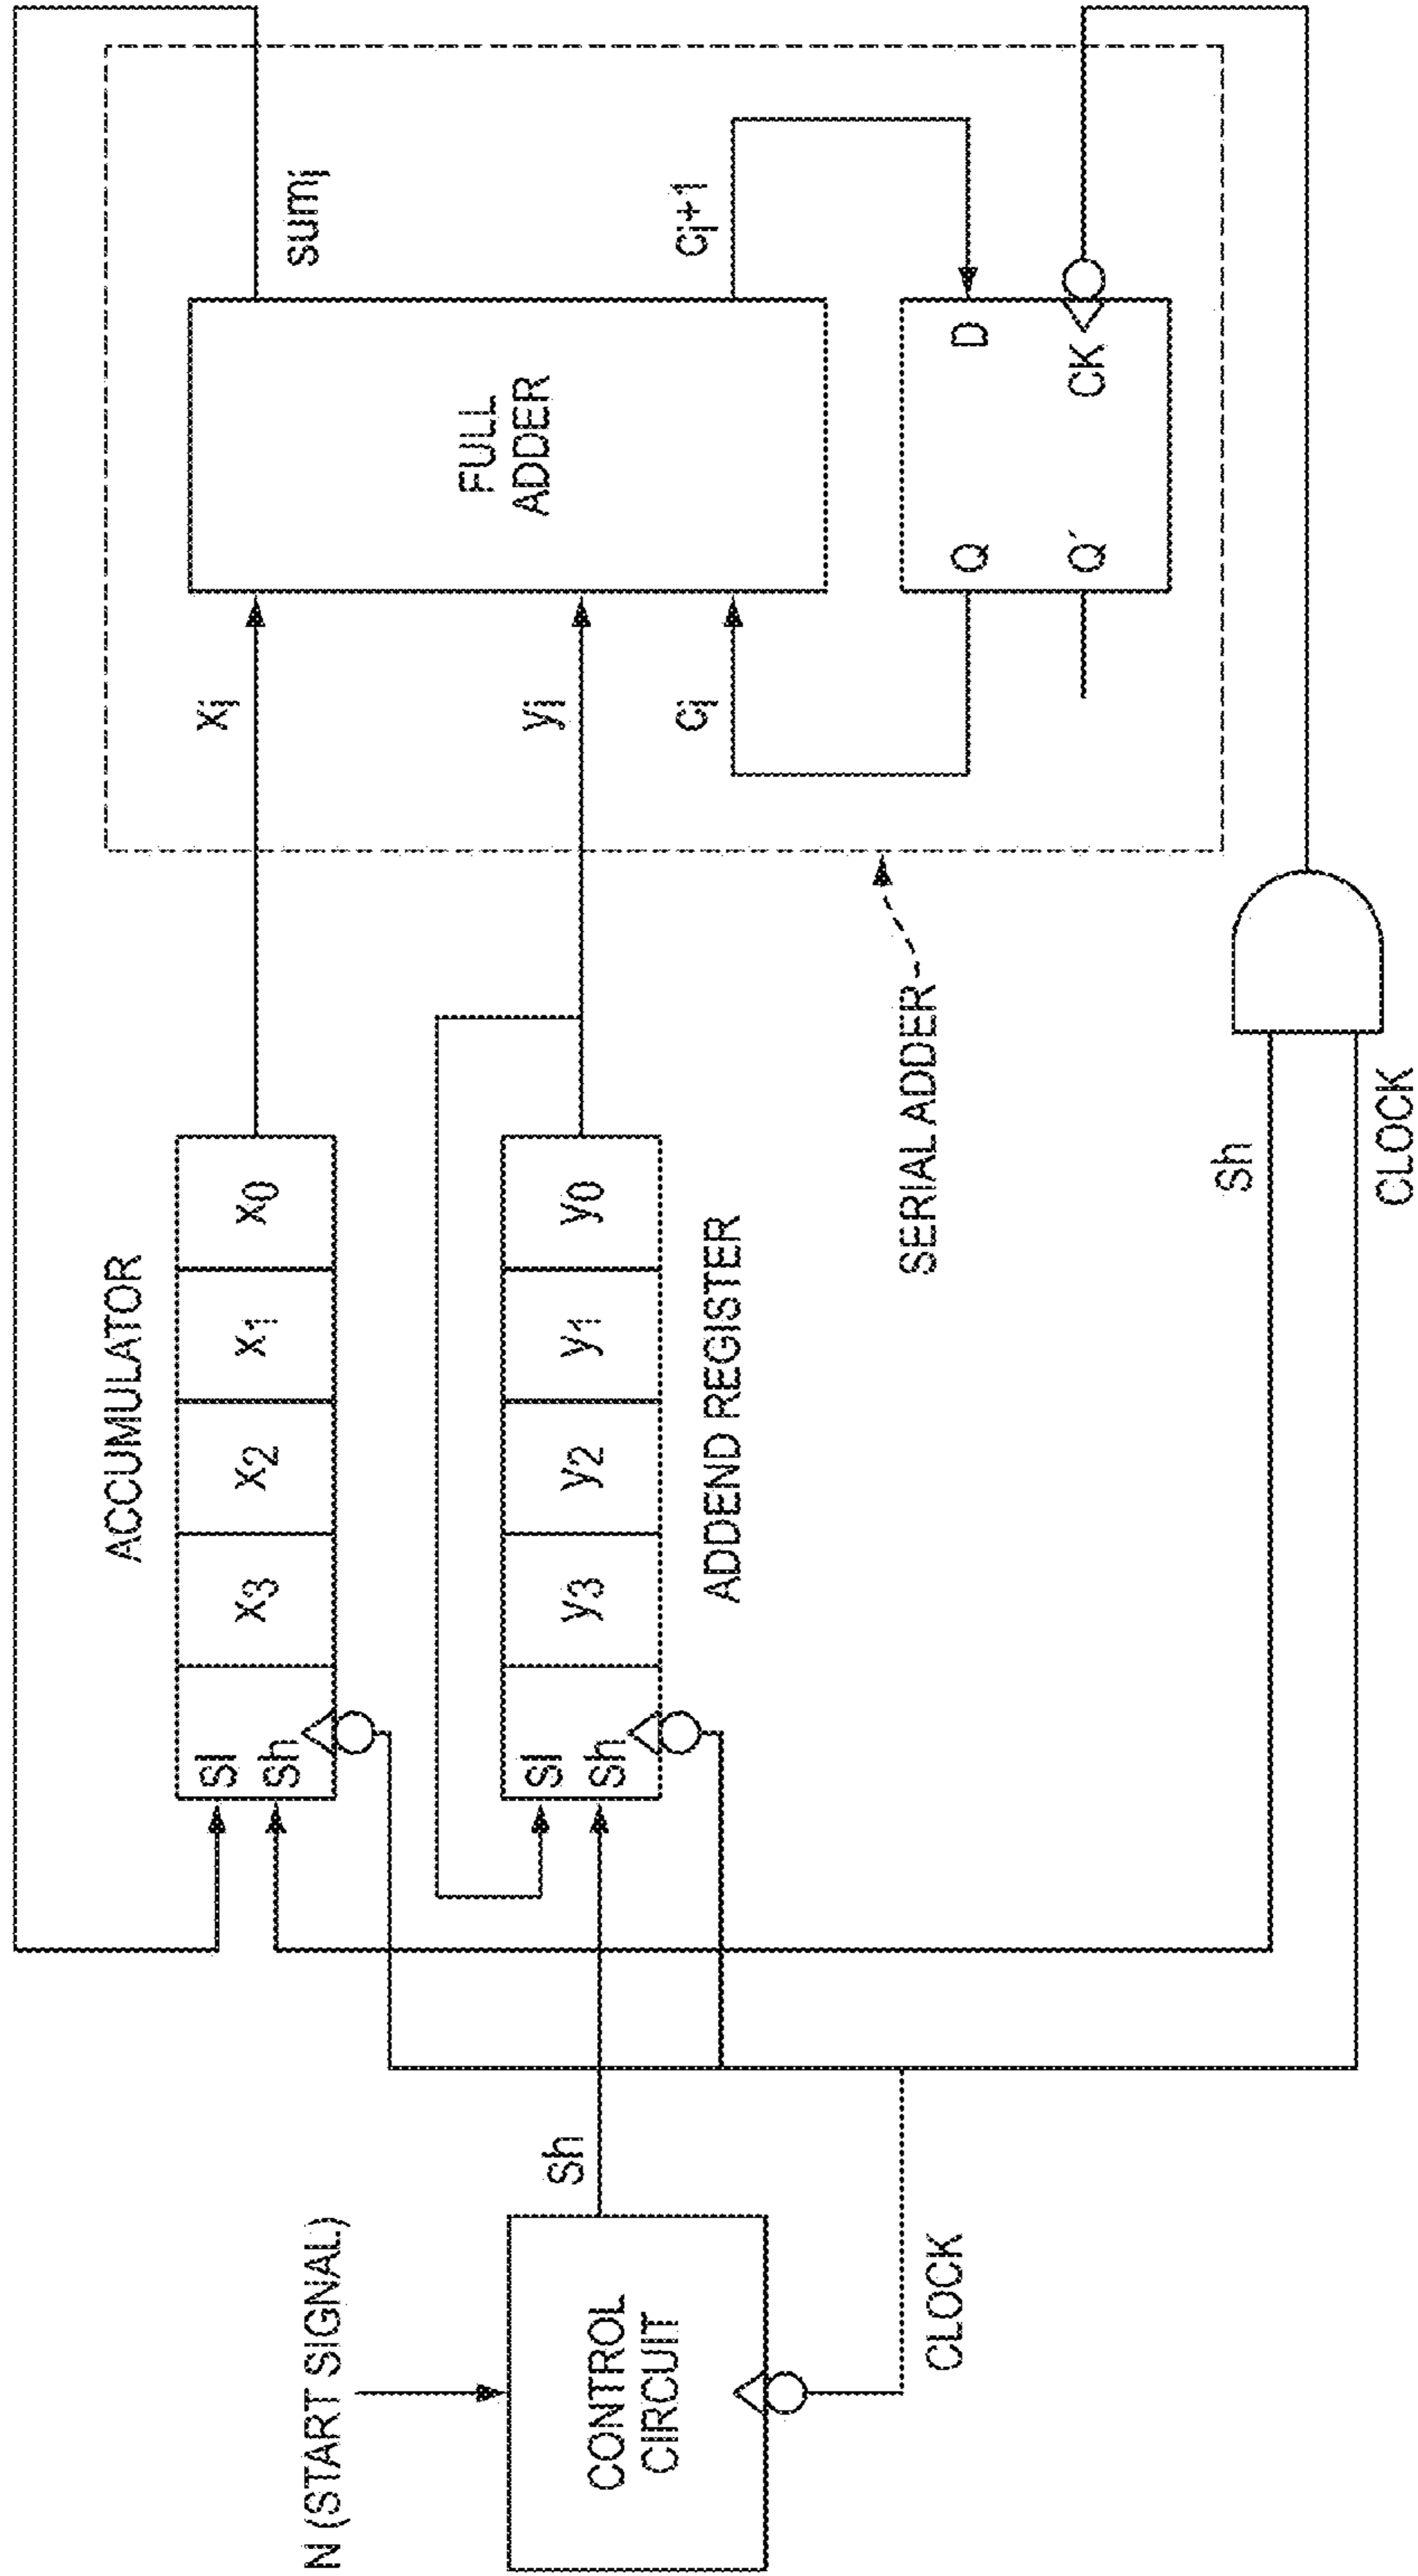 N (START SIGNAL)
CONTROL
CIRCUIT
Sh
CLOCK
ACCUMULATOR
SI
Sh
x3
x2
x1
x0
SI
Sh
y3
y2
y1
y0
ADDEND REGISTER
xi
yi
ci
FULL
ADDER
sumi
ci+1
Q
Q´
D
CK
SERIAL ADDER
Sh
CLOCK